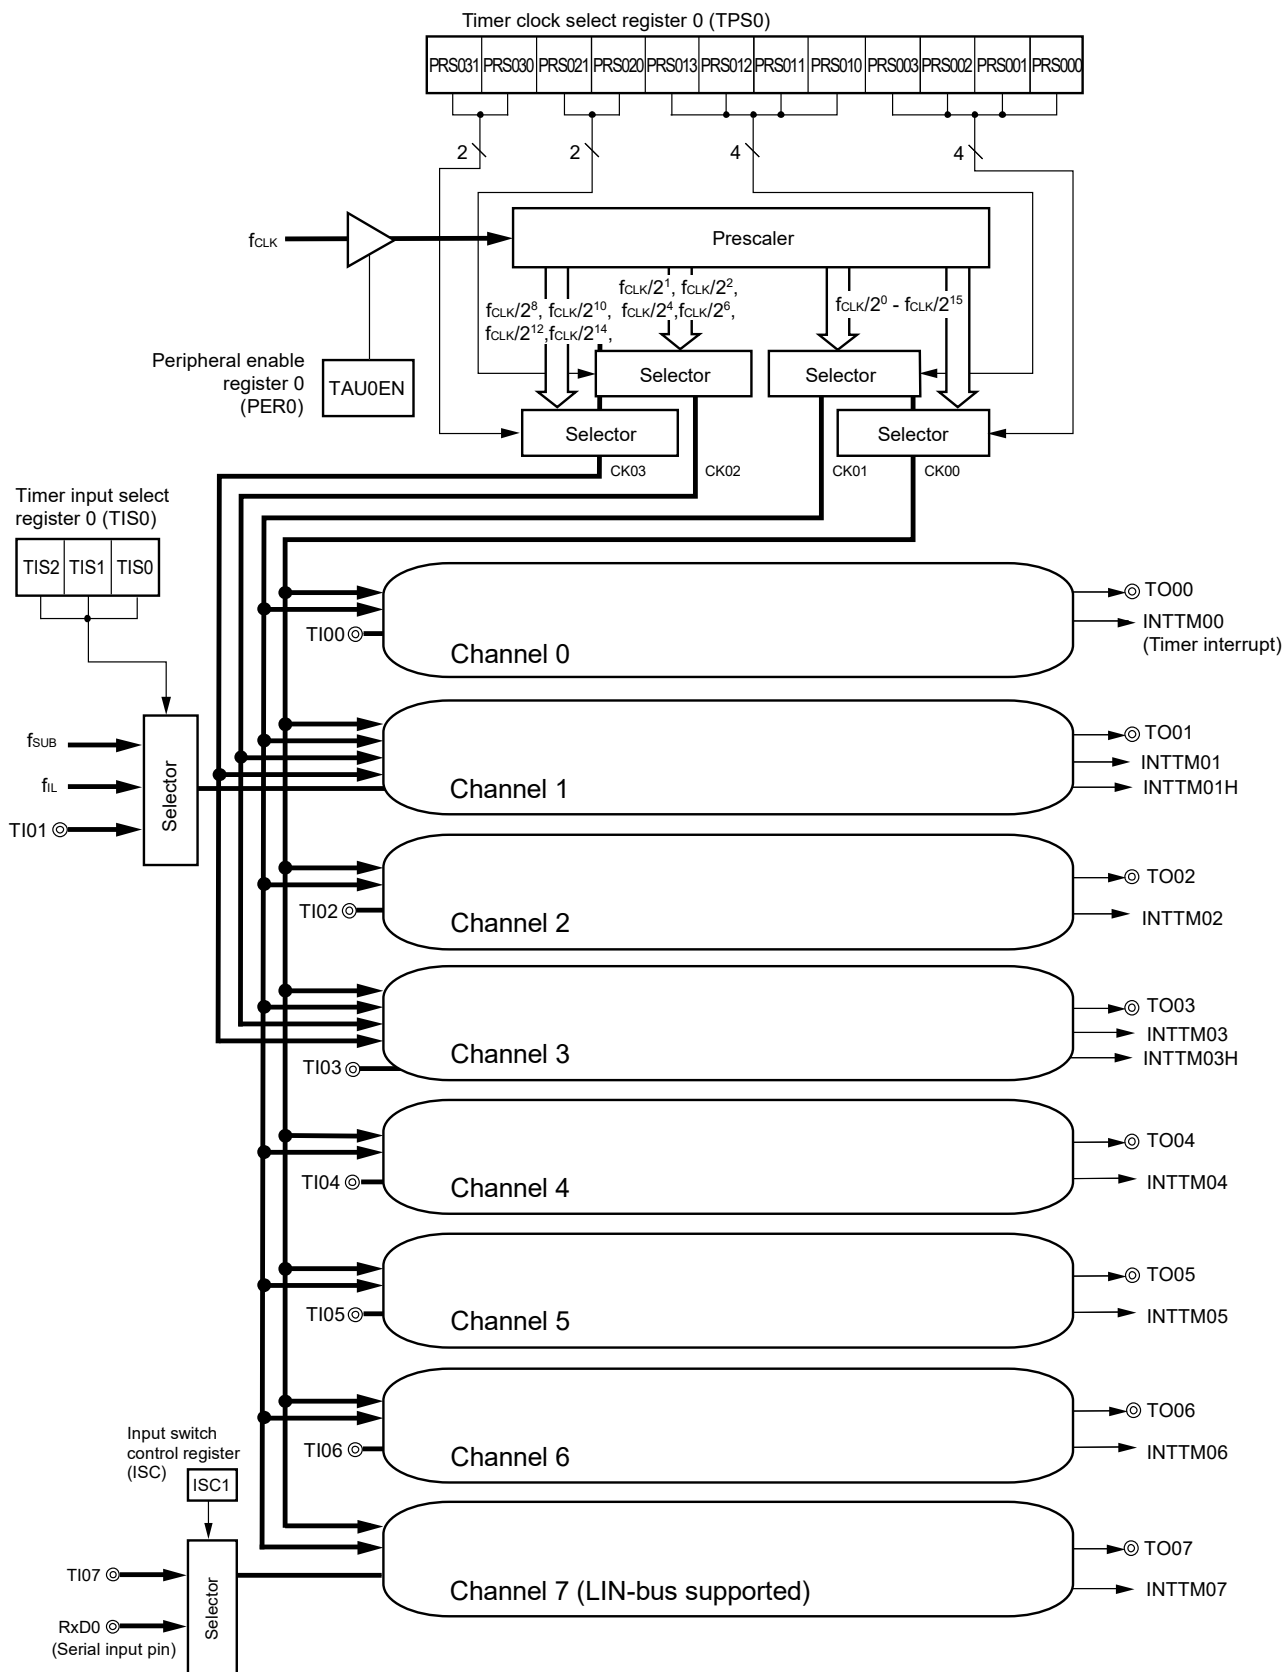 Timer clock select register 0 (TPS0)
PRS031 PRS030 PRS021 PRS020 PRS013 PRS012 PRS011 PRS010 PRS003 PRS002 PRS001 PRS000
2 2 4 4
fCLK
Prescaler
fCLK/2^1, fCLK/2^2,
fCLK/2^4,fCLK/2^6,
fCLK/2^8, fCLK/2^10,
fCLK/2^12,fCLK/2^14,
fCLK/2^0 - fCLK/2^15
Peripheral enable
register 0
(PER0)
TAU0EN
Selector
Selector
Selector
Selector
CK03 CK02 CK01 CK00
Timer input select
register 0 (TIS0)
TIS2 TIS1 TIS0
TI00
Channel 0
TO00
INTTM00
(Timer interrupt)
fSUB
fIL
TI01
Selector
Channel 1
TO01
INTTM01
INTTM01H
TI02
Channel 2
TO02
INTTM02
TI03
Channel 3
TO03
INTTM03
INTTM03H
TI04
Channel 4
TO04
INTTM04
TI05
Channel 5
TO05
INTTM05
TI06
Channel 6
TO06
INTTM06
Input switch
control register
(ISC)
ISC1
TI07
RxD0
(Serial input pin)
Selector
Channel 7 (LIN-bus supported)
TO07
INTTM07